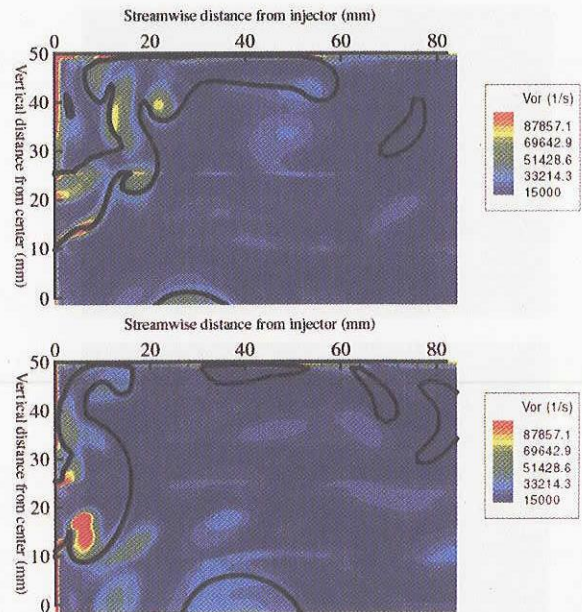 Streamwise distance from injector (mm)
0 20 40 60 80
Vertical distance from center (mm)
50
40
30
20
10
0
Vor (1/s)
87857.1
69642.9
51428.6
33214.3
15000
Streamwise distance from injector (mm)
0 20 40 60 80
Vertical distance from center (mm)
50
40
30
20
10
0
Vor (1/s)
87857.1
69642.9
51428.6
33214.3
15000